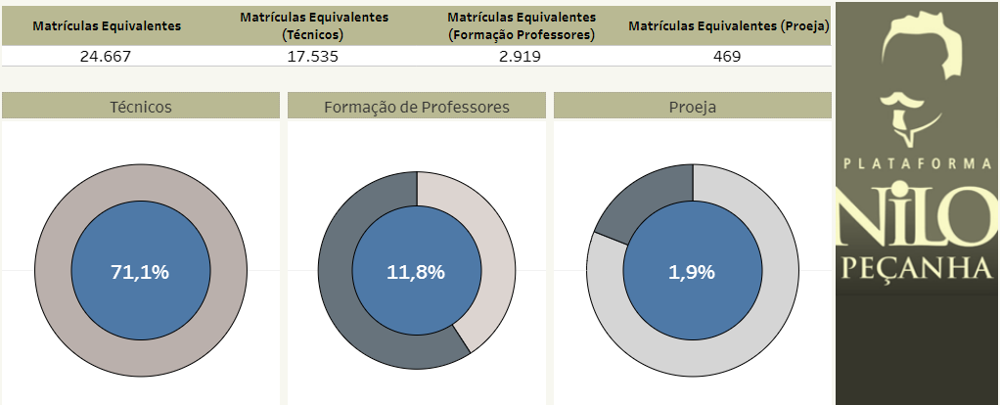 Matrículas Equivalentes
Matrículas Equivalentes
(Técnicos)
Matrículas Equivalentes
(Formação Professores)
Matrículas Equivalentes (Proeja)
24.667
17.535
2.919
469
Técnicos
Formação de Professores
Proeja
71,1%
11,8%
1,9%
PLATAFORMA
NILO
PEÇANHA